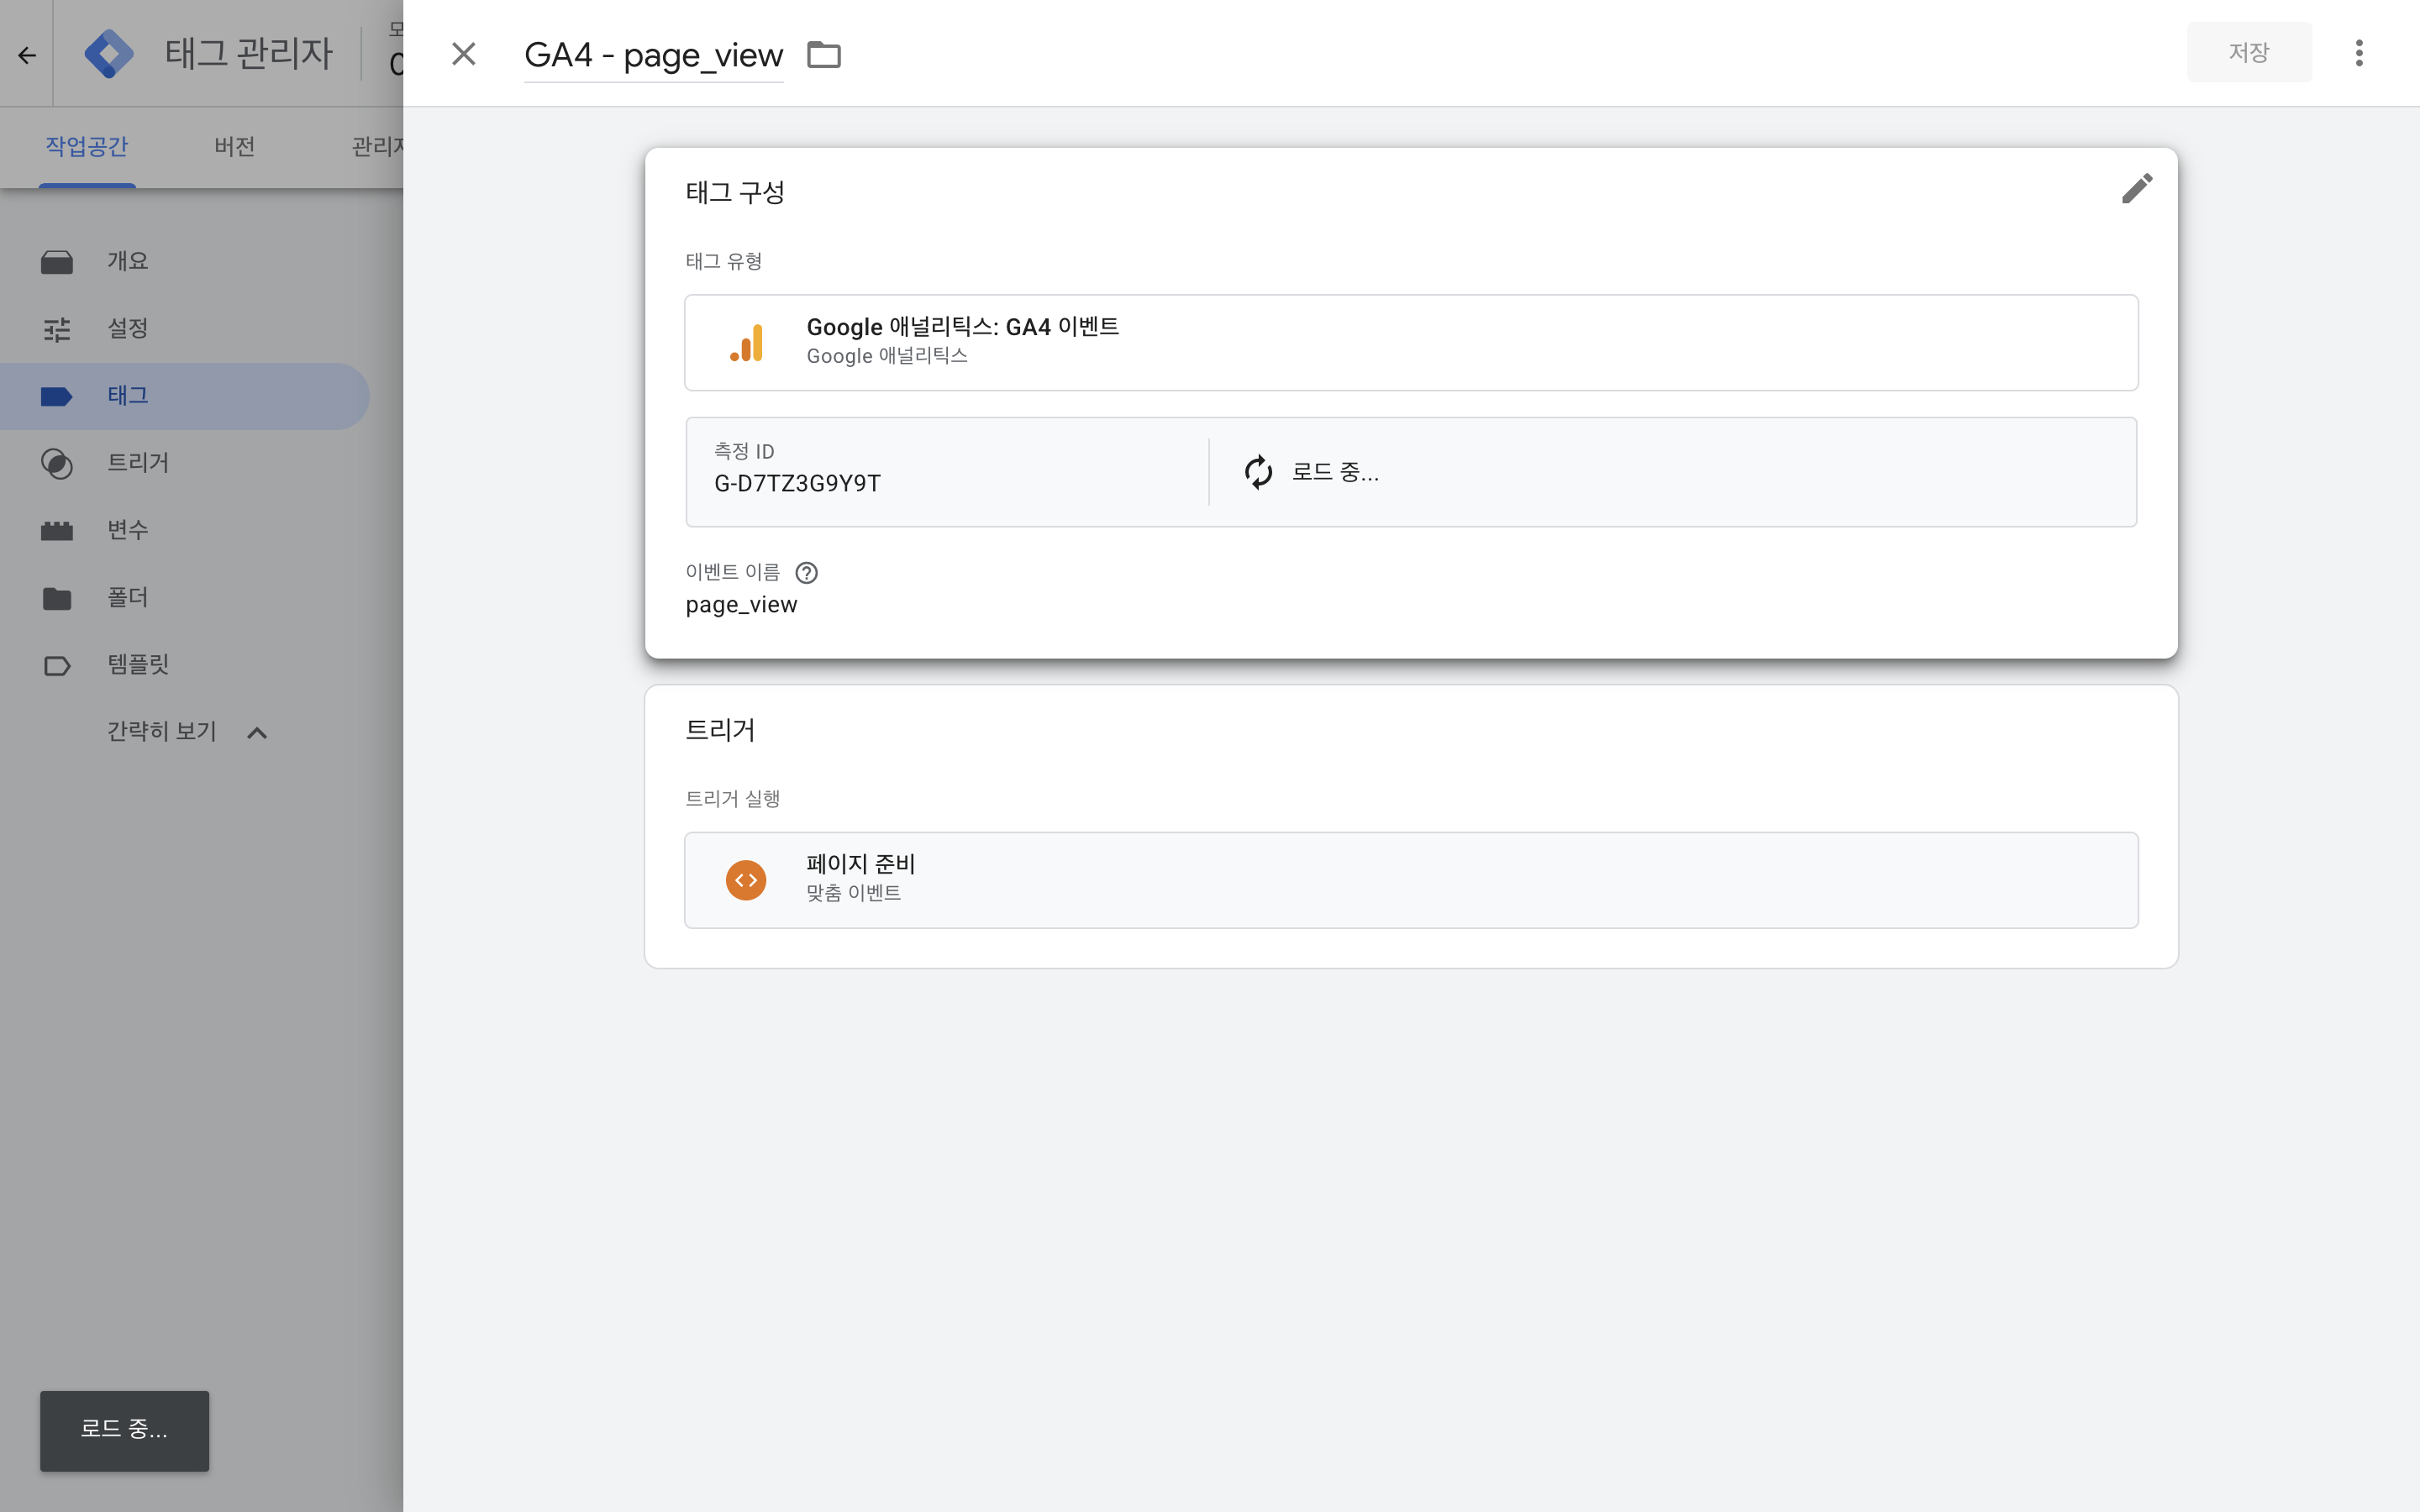 태그 관리자
GA4 - page_view
저장
작업공간
버전
개요
설정
태그
트리거
변수
폴더
템플릿
간략히 보기
로드 중...
태그 구성
태그 유형
Google 애널리틱스: GA4 이벤트
Google 애널리틱스
측정 ID
G-D7TZ3G9Y9T
로드 중...
이벤트 이름
page_view
트리거
트리거 실행
페이지 준비
맞춤 이벤트